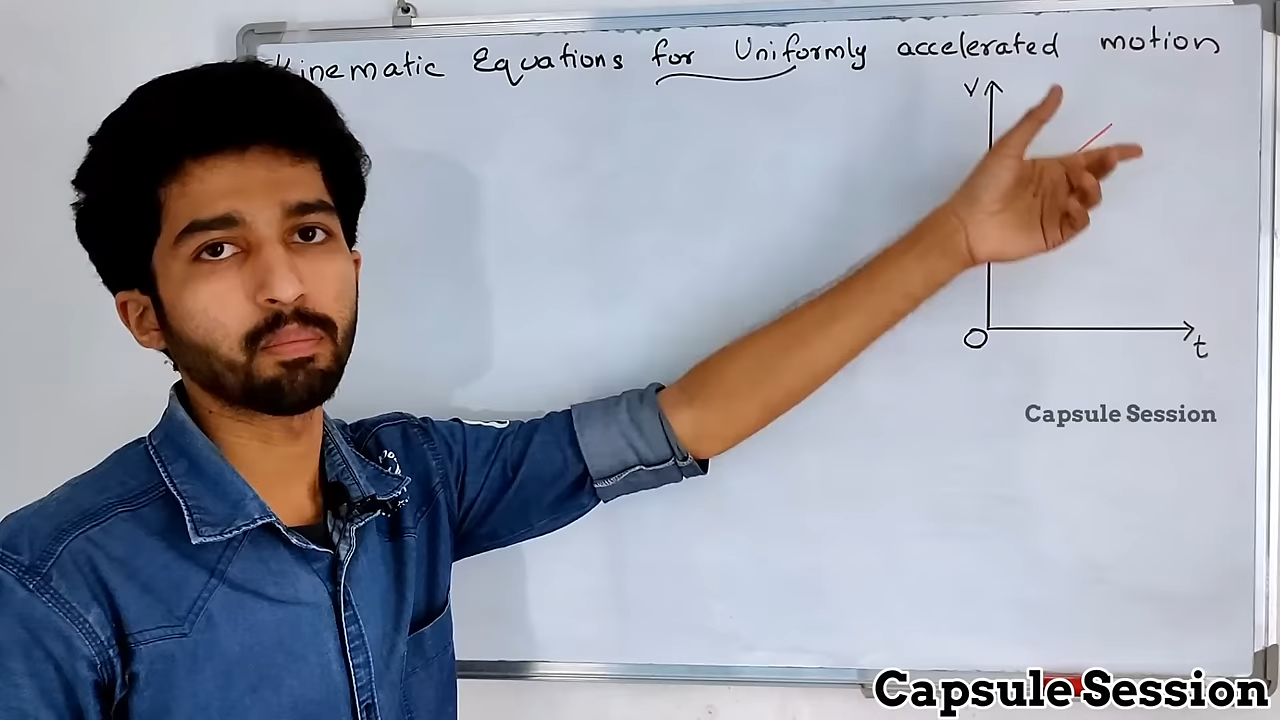 Kinematic Equations for Uniformly accelerated motion
V
O
t
Capsule Session
Capsule Session